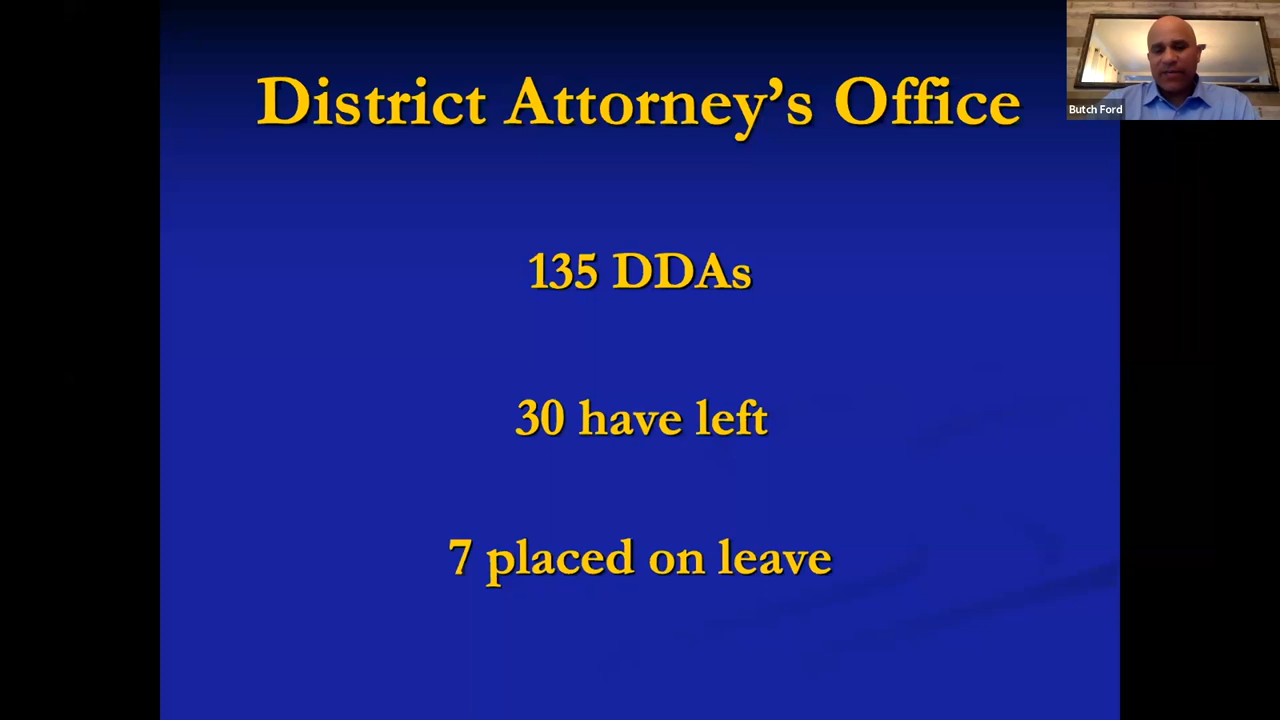 District Attorney’s Office
Butch Ford
135 DDAs
30 have left
7 placed on leave